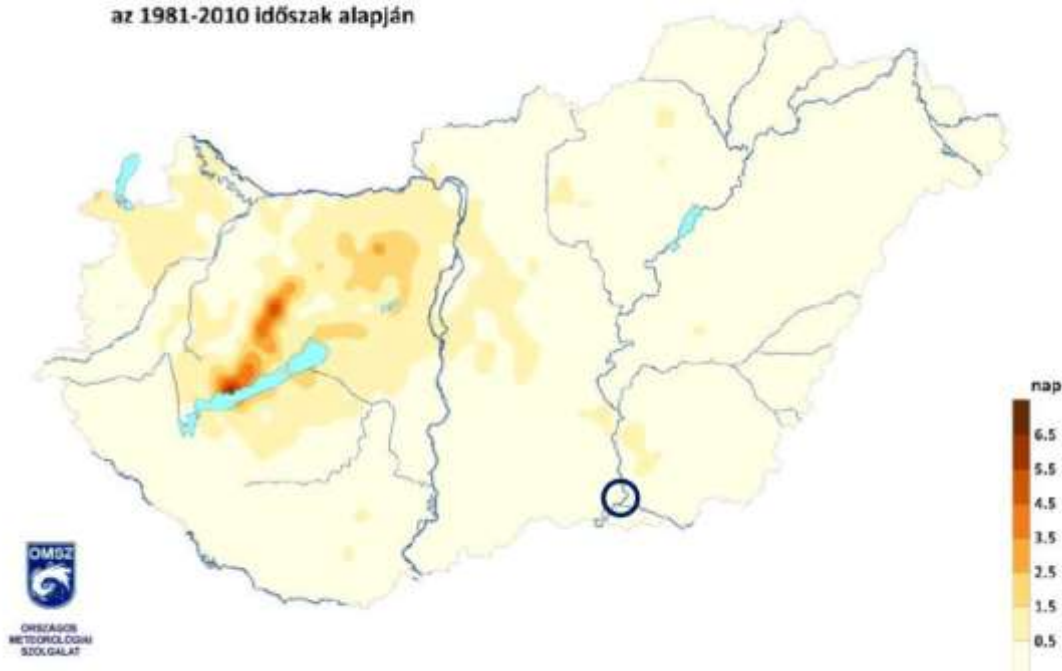 az 1981-2010 időszak alapján
nap
6.5
5.5
4.5
3.5
2.5
1.5
0.5
OMSZ
ORSZÁGOS
METEOROLÓGIAI
SZOLGÁLAT